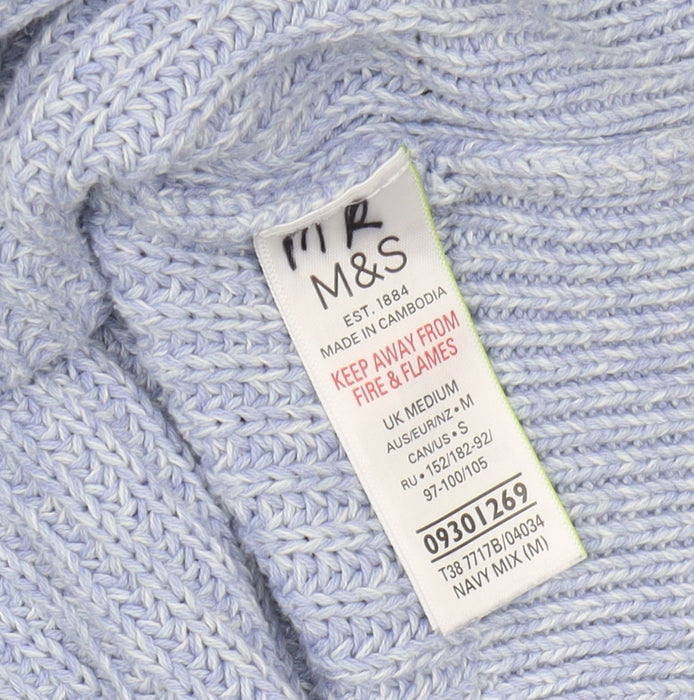 MR
M&S
EST. 1884
MADE IN CAMBODIA
KEEP AWAY FROM
FIRE & FLAMES
UK MEDIUM
AUS/EUR/NZ • M
CAN/US • S
RU • 152/182-92/
97-100/105
09301269
T38 7717B/04034
NAVY MIX (M)